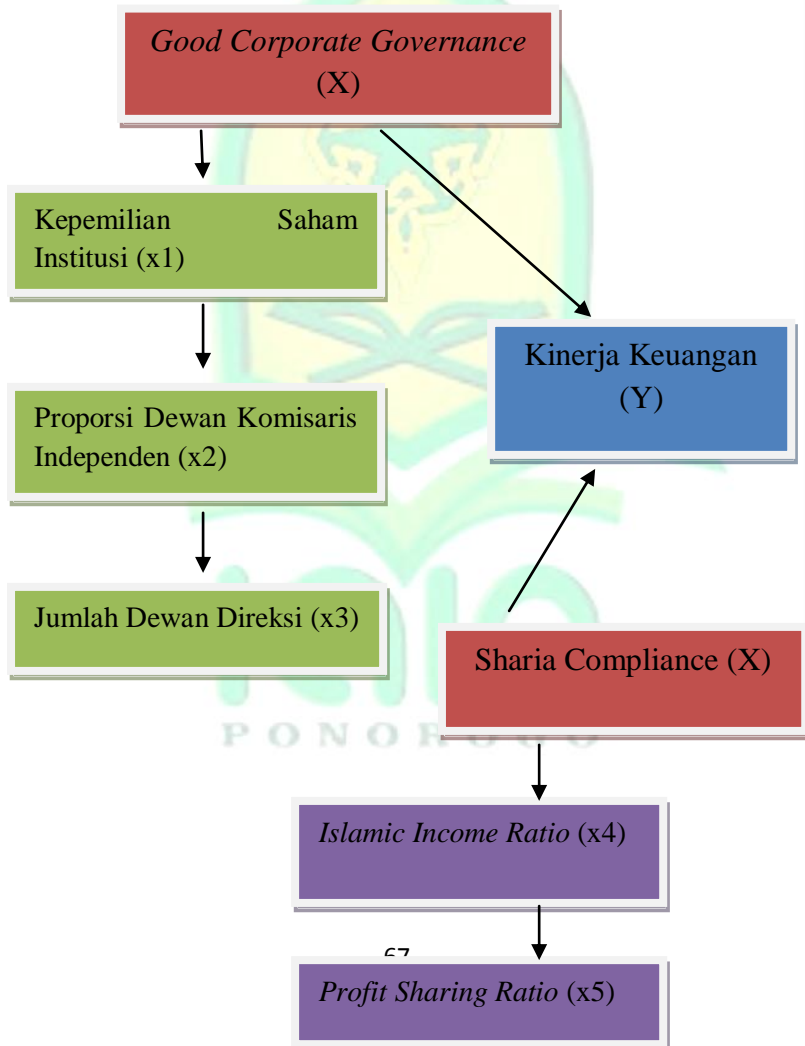 Good Corporate Governance
(X)
Kepemilian Saham
Institusi (x1)
Kinerja Keuangan
(Y)
Proporsi Dewan Komisaris
Independen (x2)
Jumlah Dewan Direksi (x3)
Sharia Compliance (X)
PONOROGO
Islamic Income Ratio (x4)
67
Profit Sharing Ratio (x5)